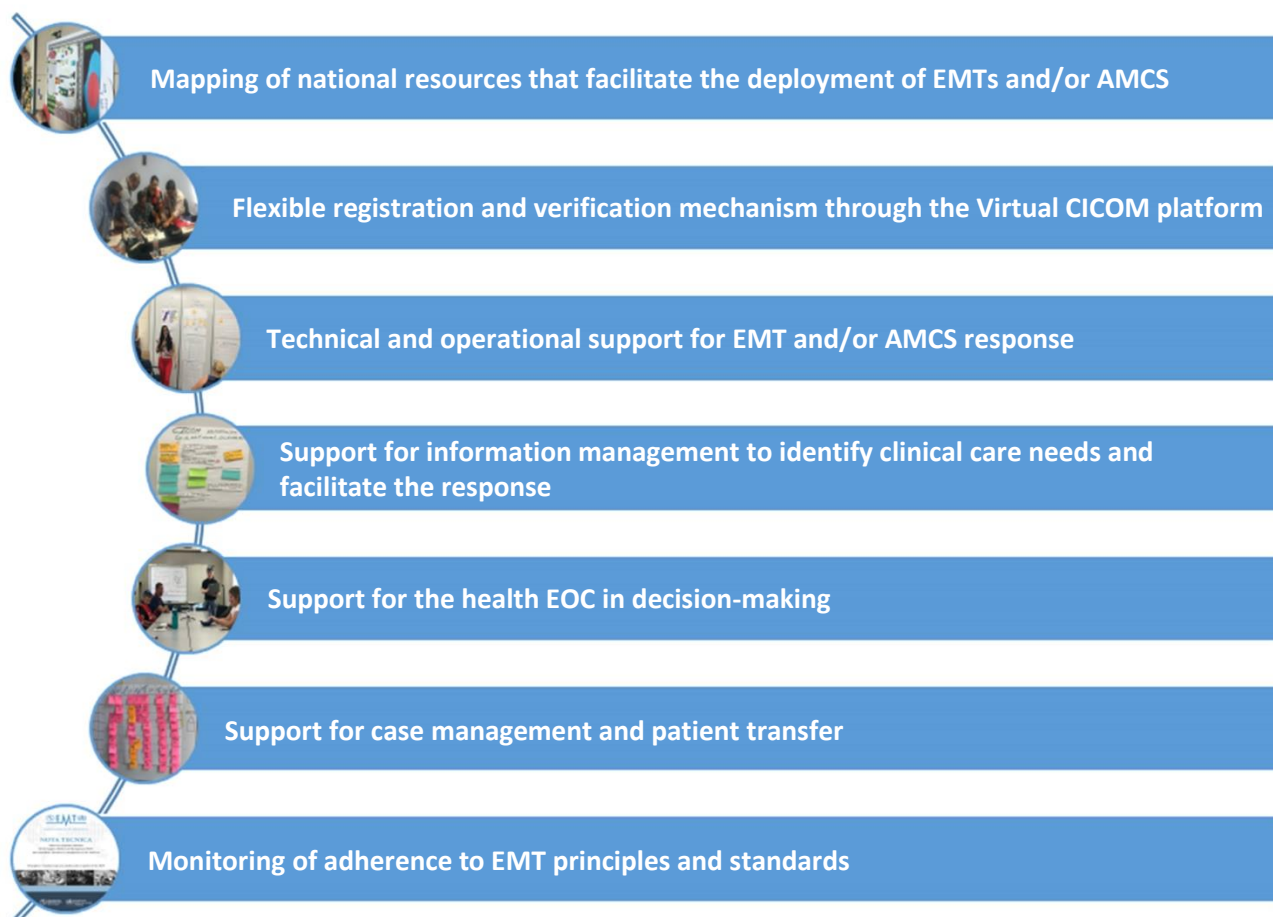 Mapping of national resources that facilitate the deployment of EMTs and/or AMCS
Flexible registration and verification mechanism through the Virtual CICOM platform
Technical and operational support for EMT and/or AMCS response
Support for information management to identify clinical care needs and
facilitate the response
Support for the health EOC in decision-making
Support for case management and patient transfer
EMT
NOTA TECNICA
Monitoring of adherence to EMT principles and standards